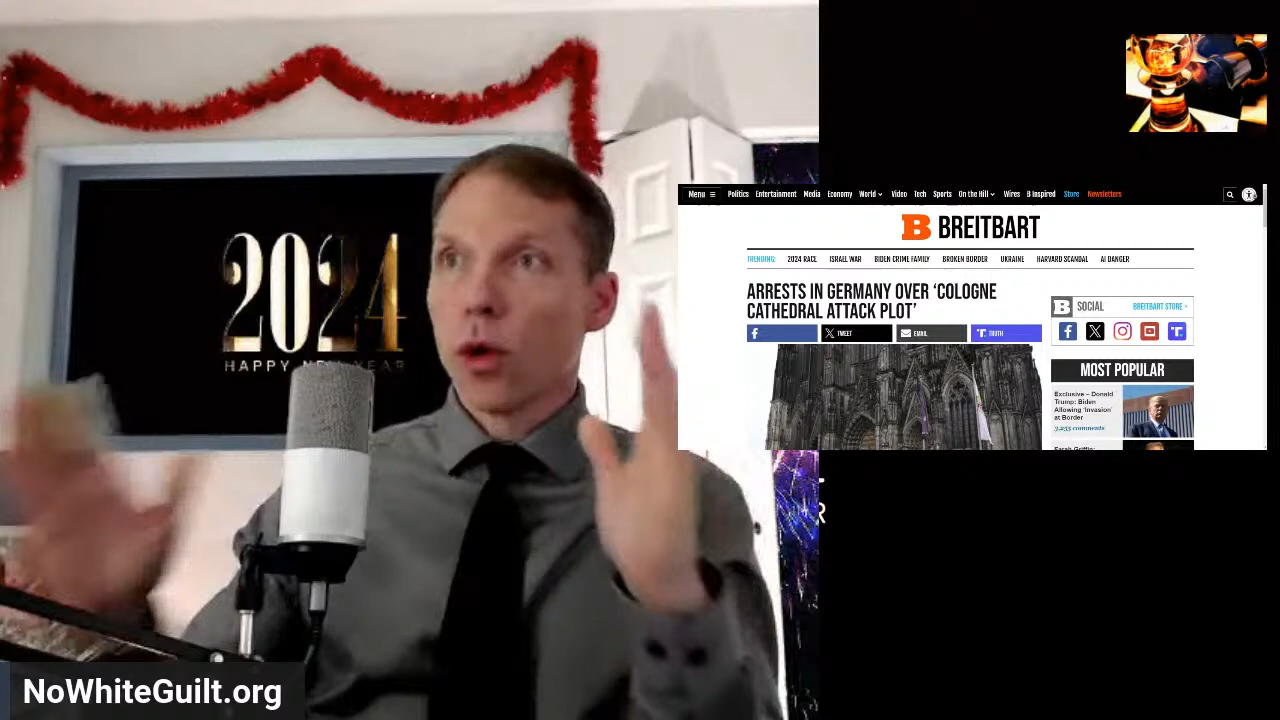 2024
HAPPY NEW YEAR
NoWhiteGuilt.org
R
Menu Politics Entertainment Media Economy World Video Tech Sports On the Hill Wires B Inspired Store Newsletters
B BREITBART
TRENDING: 2024 RACE ISRAEL WAR BIDEN CRIME FAMILY BROKEN BORDER UKRAINE HARVARD SCANDAL AI DANGER
ARRESTS IN GERMANY OVER ‘COLOGNE
CATHEDRAL ATTACK PLOT’
TWEET EMAIL TRUTH
B SOCIAL BREITBART STORE >
MOST POPULAR
Exclusive – Donald
Trump: Biden
Allowing ‘Invasion’
at Border
3,233 comments